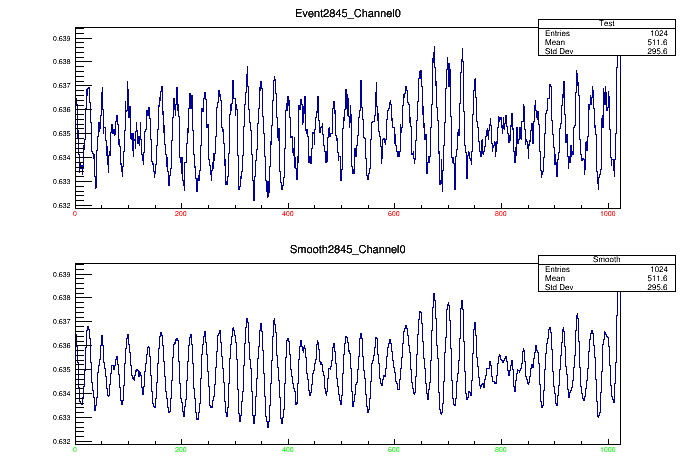 Event2845_Channel0
Test
Entries 1024
Mean 511.6
Std Dev 295.6
0.639
0.638
0.637
0.636
0.635
0.634
0.633
0.632
0 200 400 600 800 1000
Smooth2845_Channel0
Smooth
Entries 1024
Mean 511.6
Std Dev 295.6
0.639
0.638
0.637
0.636
0.635
0.634
0.633
0.632
0 200 400 600 800 1000